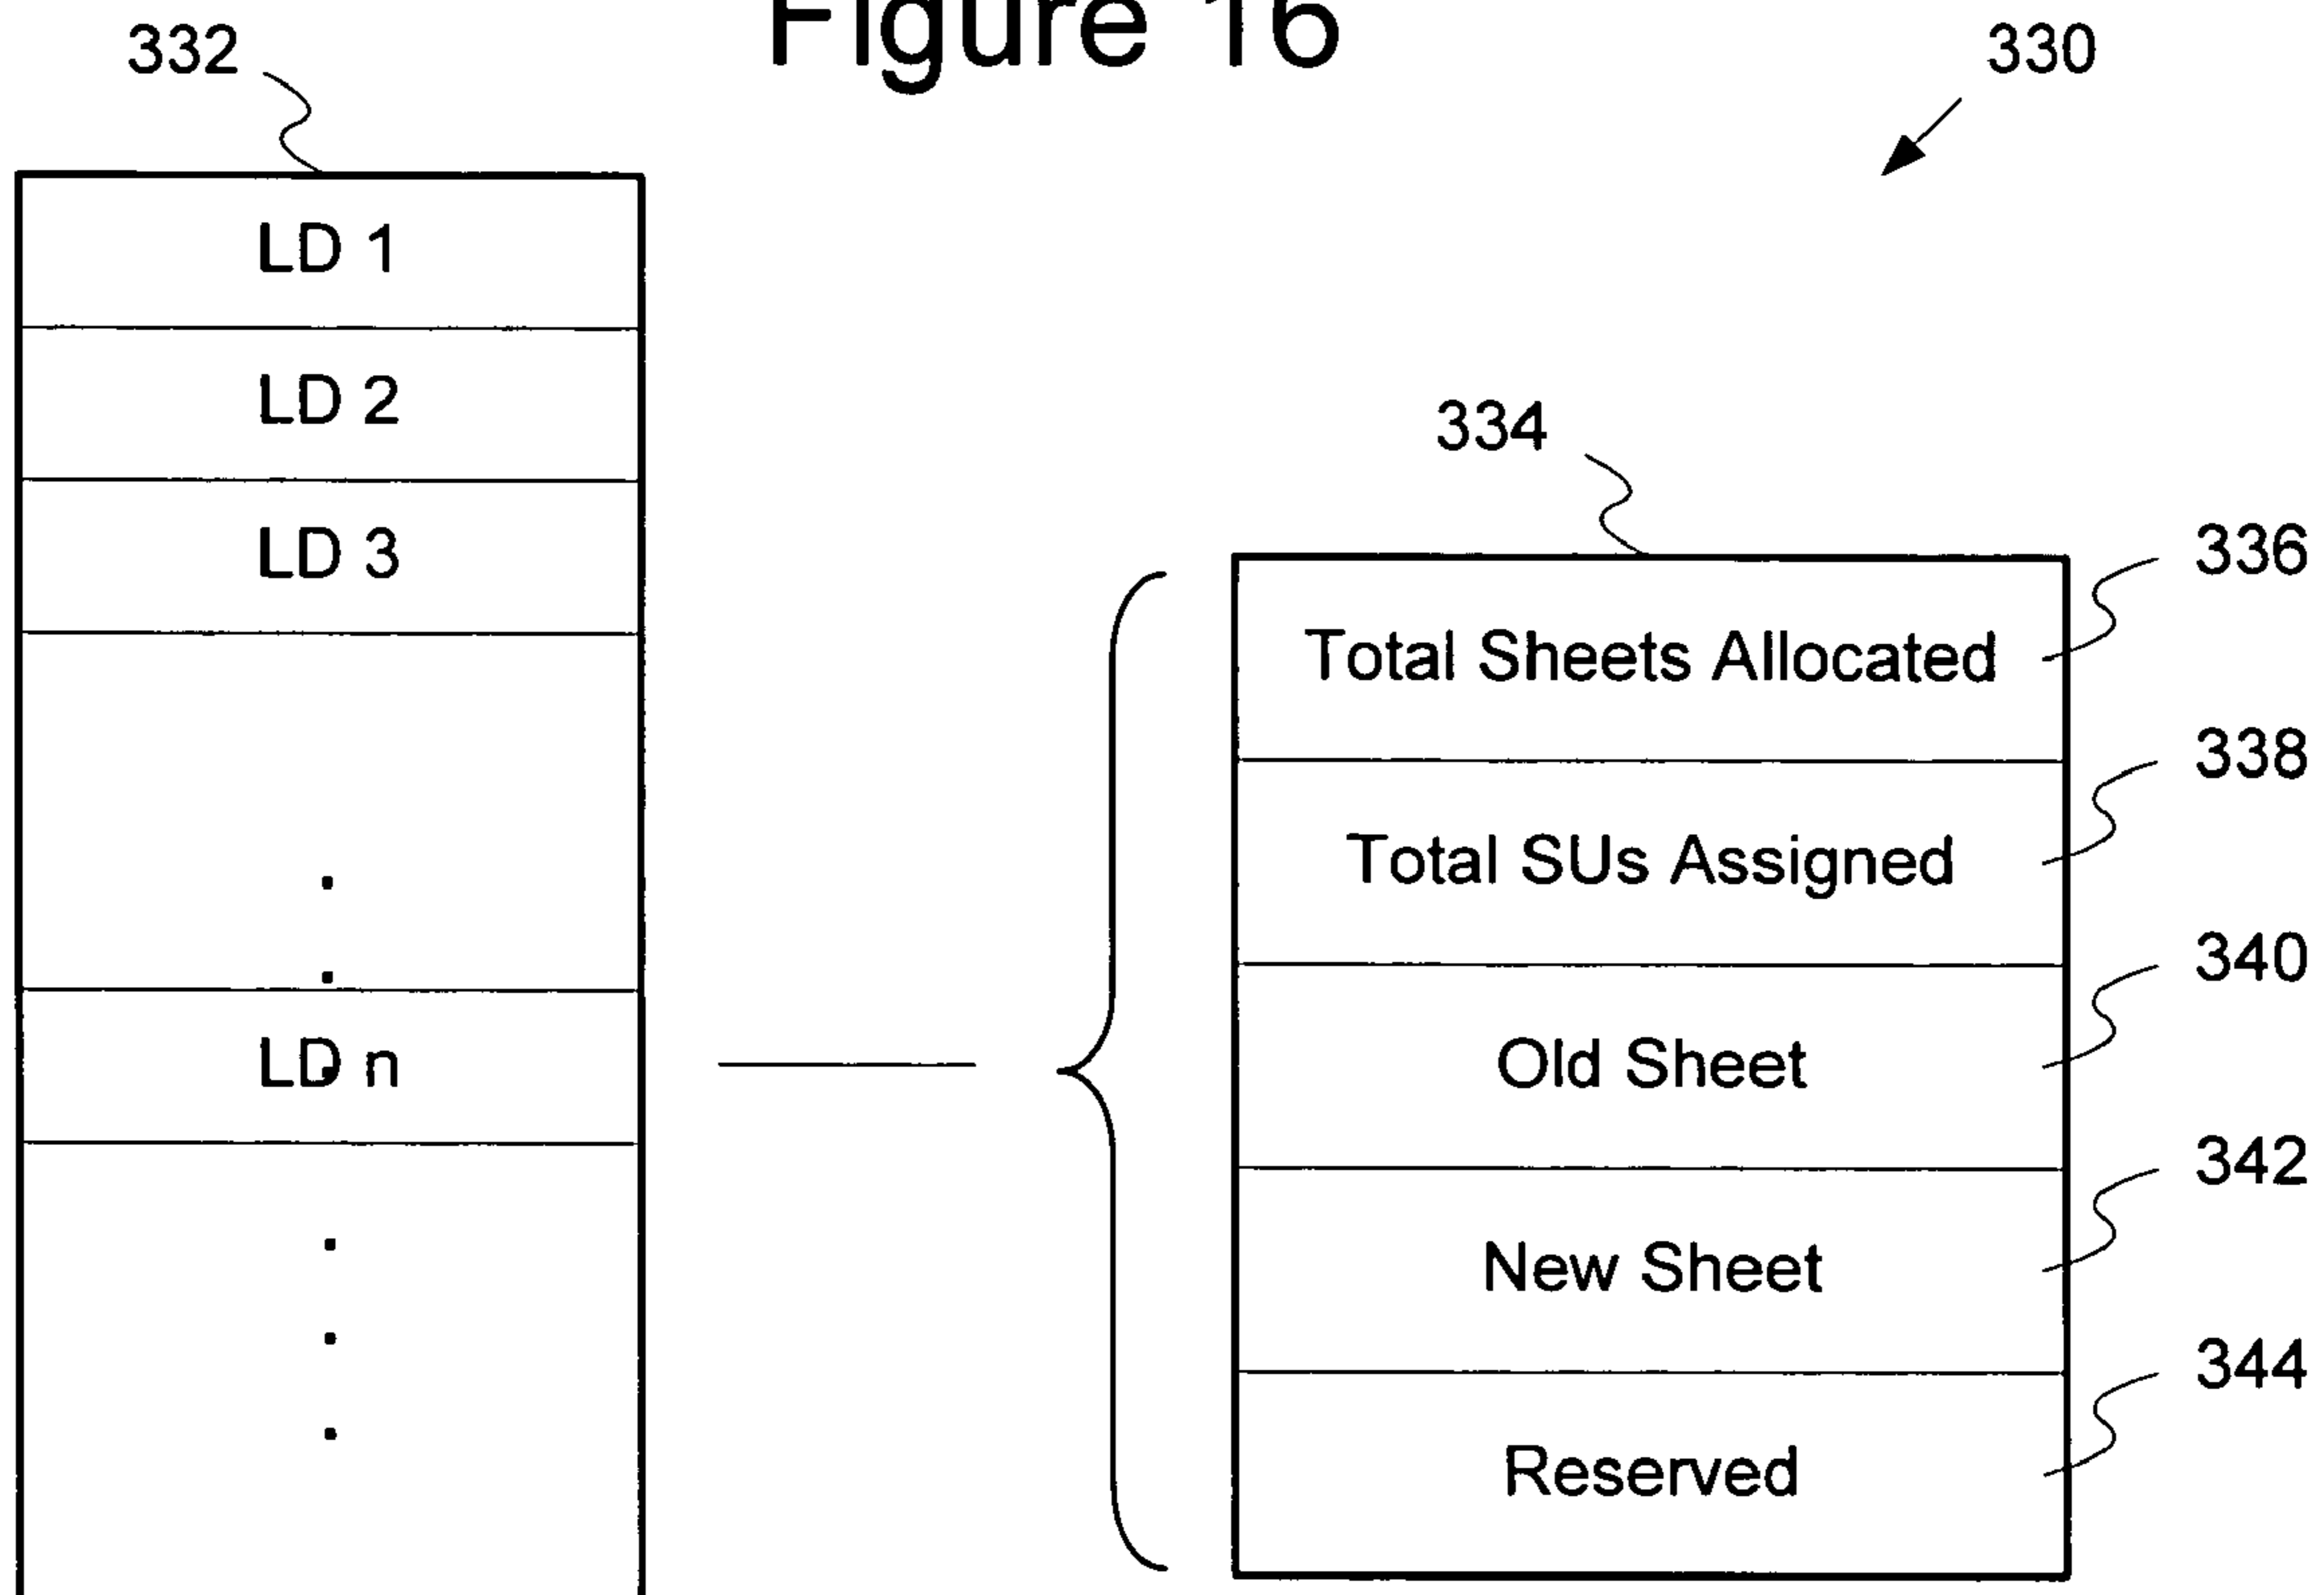 Figure 16
332
330
LD 1
LD 2
LD 3
.
.
LD n
.
.
.
334
Total Sheets Allocated
336
Total SUs Assigned
338
Old Sheet
340
New Sheet
342
Reserved
344